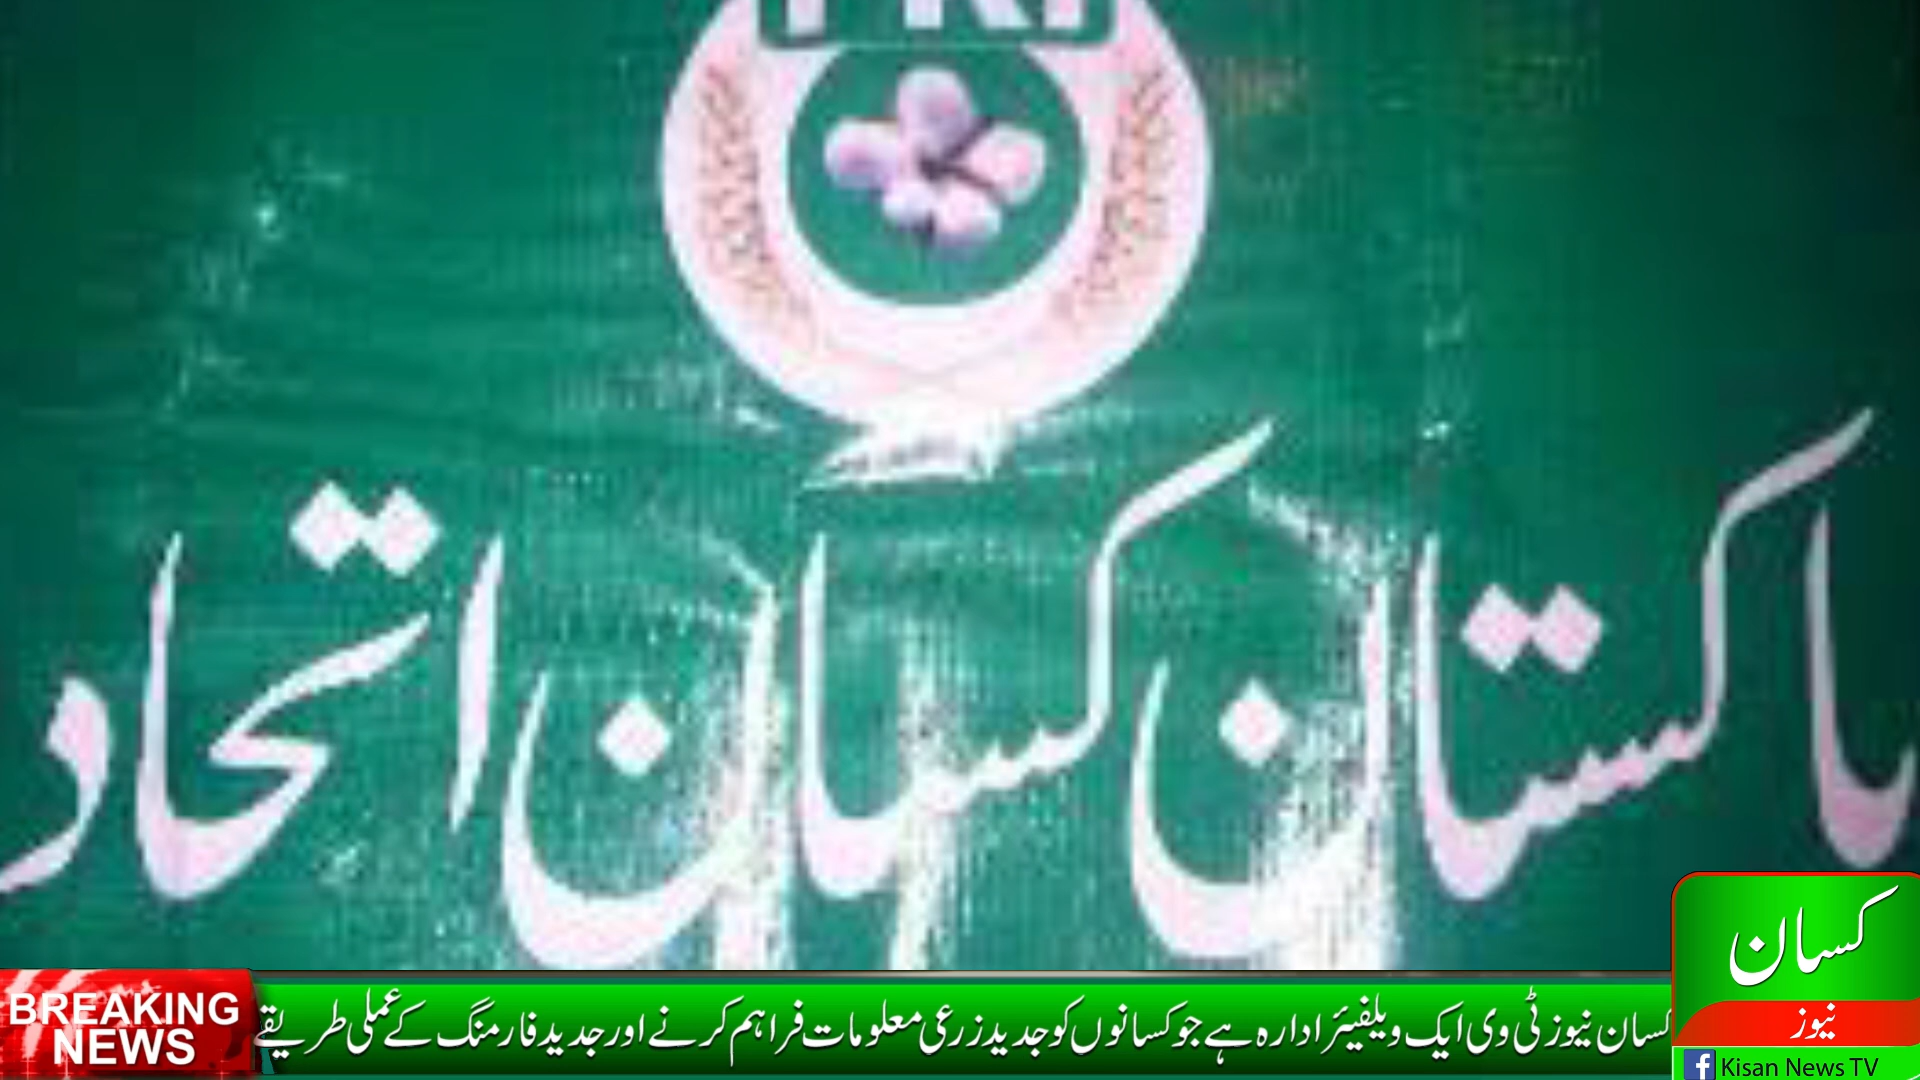 PKI
پاکستان کسان اتحاد
کسان
نیوز
Kisan News TV
BREAKING
NEWS
کسان نیوز ٹی وی ایک ویلفیئر ادارہ ہے جو کسانوں کو جدید زرعی معلومات فراہم کرنے اور جدید فارمنگ کے عملی طریقے